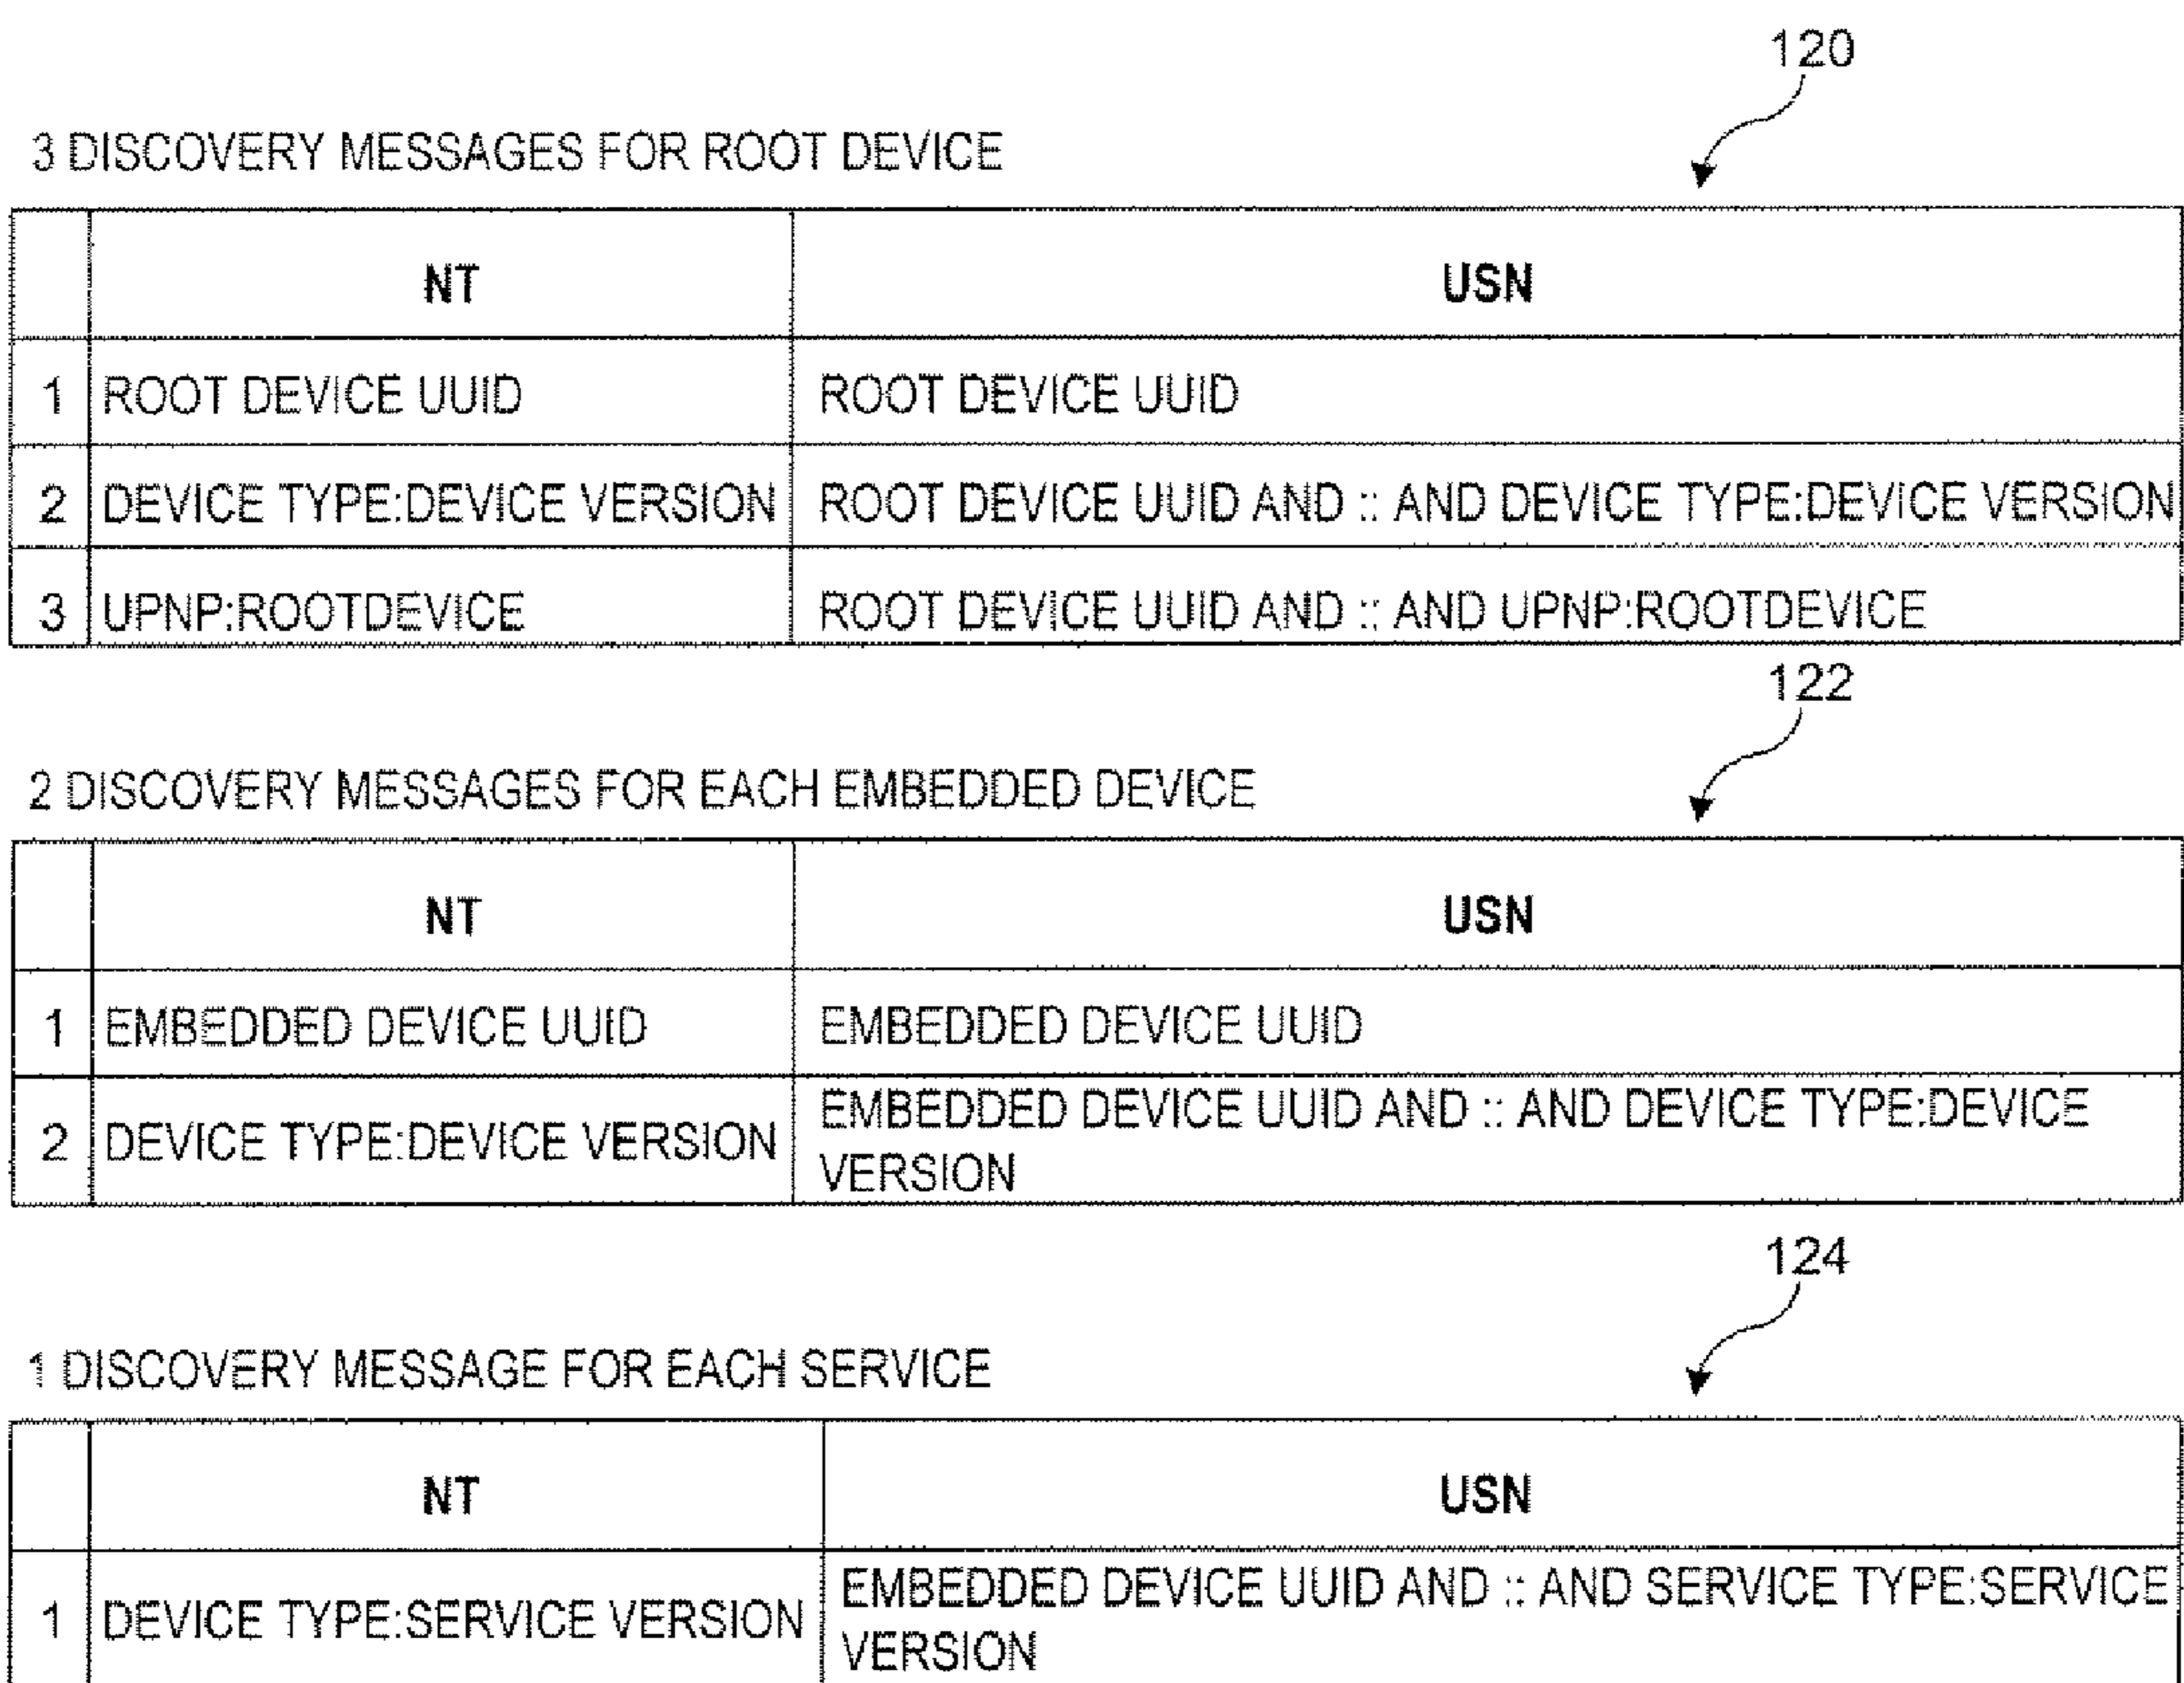 120
3 DISCOVERY MESSAGES FOR ROOT DEVICE
NT USN
1 ROOT DEVICE UUID ROOT DEVICE UUID
2 DEVICE TYPE:DEVICE VERSION ROOT DEVICE UUID AND :: AND DEVICE TYPE:DEVICE VERSION
3 UPNP:ROOTDEVICE ROOT DEVICE UUID AND :: AND UPNP:ROOTDEVICE
122
2 DISCOVERY MESSAGES FOR EACH EMBEDDED DEVICE
NT USN
1 EMBEDDED DEVICE UUID EMBEDDED DEVICE UUID
2 DEVICE TYPE:DEVICE VERSION EMBEDDED DEVICE UUID AND :: AND DEVICE TYPE:DEVICE
VERSION
124
1 DISCOVERY MESSAGE FOR EACH SERVICE
NT USN
1 DEVICE TYPE:SERVICE VERSION EMBEDDED DEVICE UUID AND :: AND SERVICE TYPE:SERVICE
VERSION